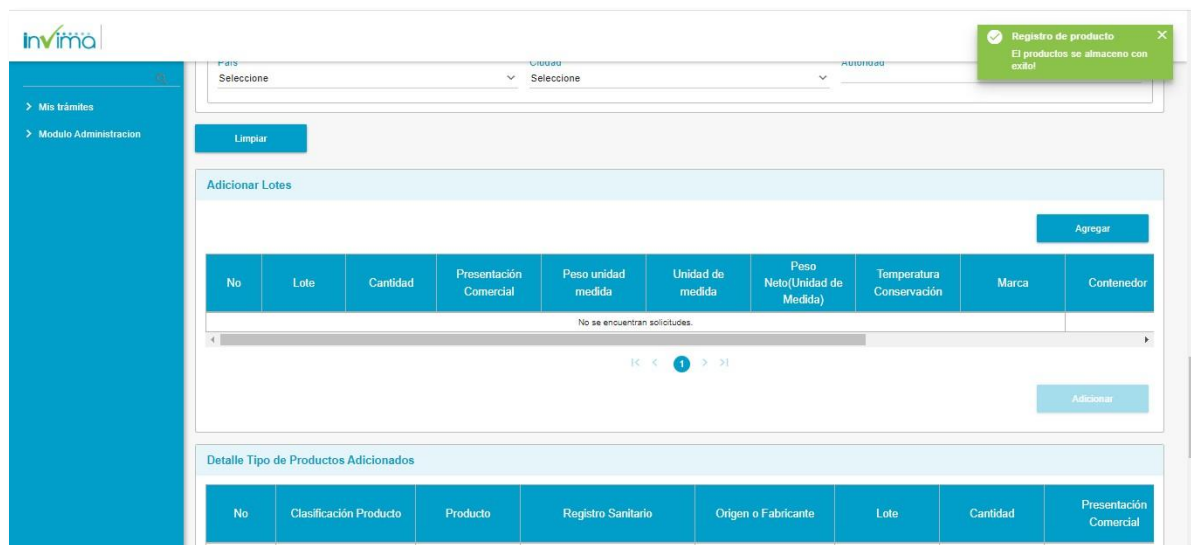 invima
Registro de producto
El productos se almaceno con
exito!
País
Ciudad
Autoridad
Seleccione
Seleccione
Mis trámites
Modulo Administracion
Limpiar
Adicionar Lotes
Agregar
No
Lote
Cantidad
Presentación
Comercial
Peso unidad
medida
Unidad de
medida
Peso
Neto(Unidad de
Medida)
Temperatura
Conservación
Marca
Contenedor
No se encuentran solicitudes.
1
Adicionar
Detalle Tipo de Productos Adicionados
No
Clasificación Producto
Producto
Registro Sanitario
Origen o Fabricante
Lote
Cantidad
Presentación
Comercial